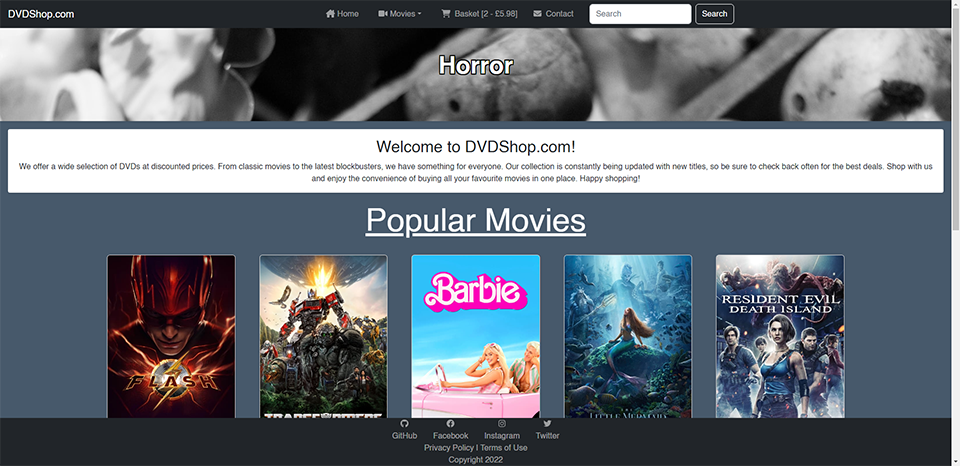 DVDShop.com
Home
Movies
Basket [2 - £5.98]
Contact
Search
Search
Horror
Welcome to DVDShop.com!
We offer a wide selection of DVDs at discounted prices. From classic movies to the latest blockbusters, we have something for everyone. Our collection is constantly being updated with new titles, so be sure to check back often for the best deals. Shop with us
and enjoy the convenience of buying all your favourite movies in one place. Happy shopping!
Popular Movies
FLASH
TRANSFORMERS
Barbie
THE
LITTLE MERMAID
RESIDENT EVIL
DEATH ISLAND
GitHub
Facebook
Instagram
Twitter
Privacy Policy | Terms of Use
Copyright 2022